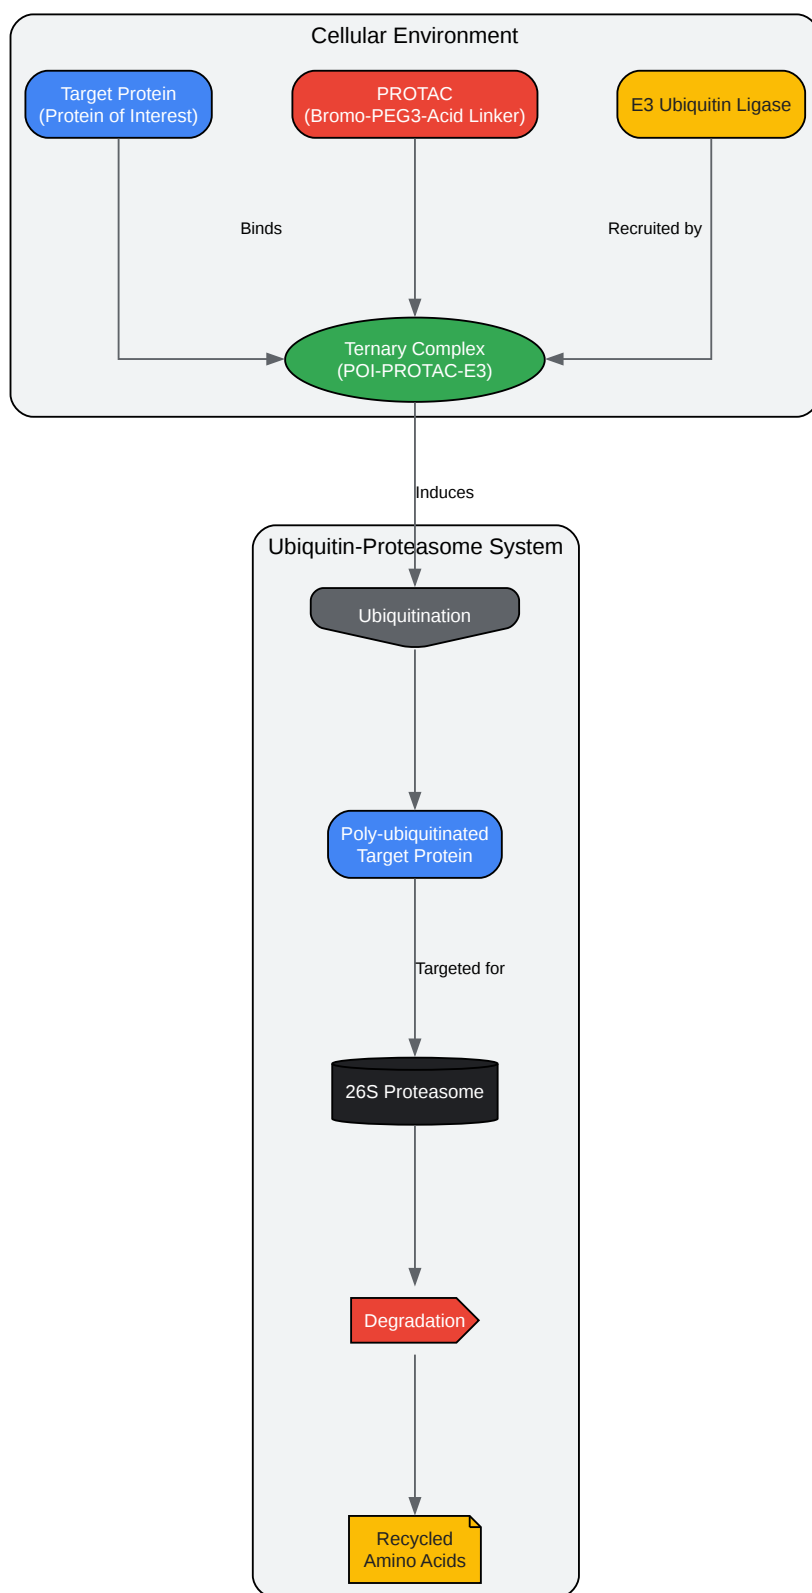 Cellular Environment
Target Protein
(Protein of Interest)
PROTAC
(Bromo-PEG3-Acid Linker)
E3 Ubiquitin Ligase
Binds
Recruited by
Ternary Complex
(POI-PROTAC-E3)
Induces
Ubiquitin-Proteasome System
Ubiquitination
Poly-ubiquitinated
Target Protein
Targeted for
26S Proteasome
Degradation
Recycled
Amino Acids